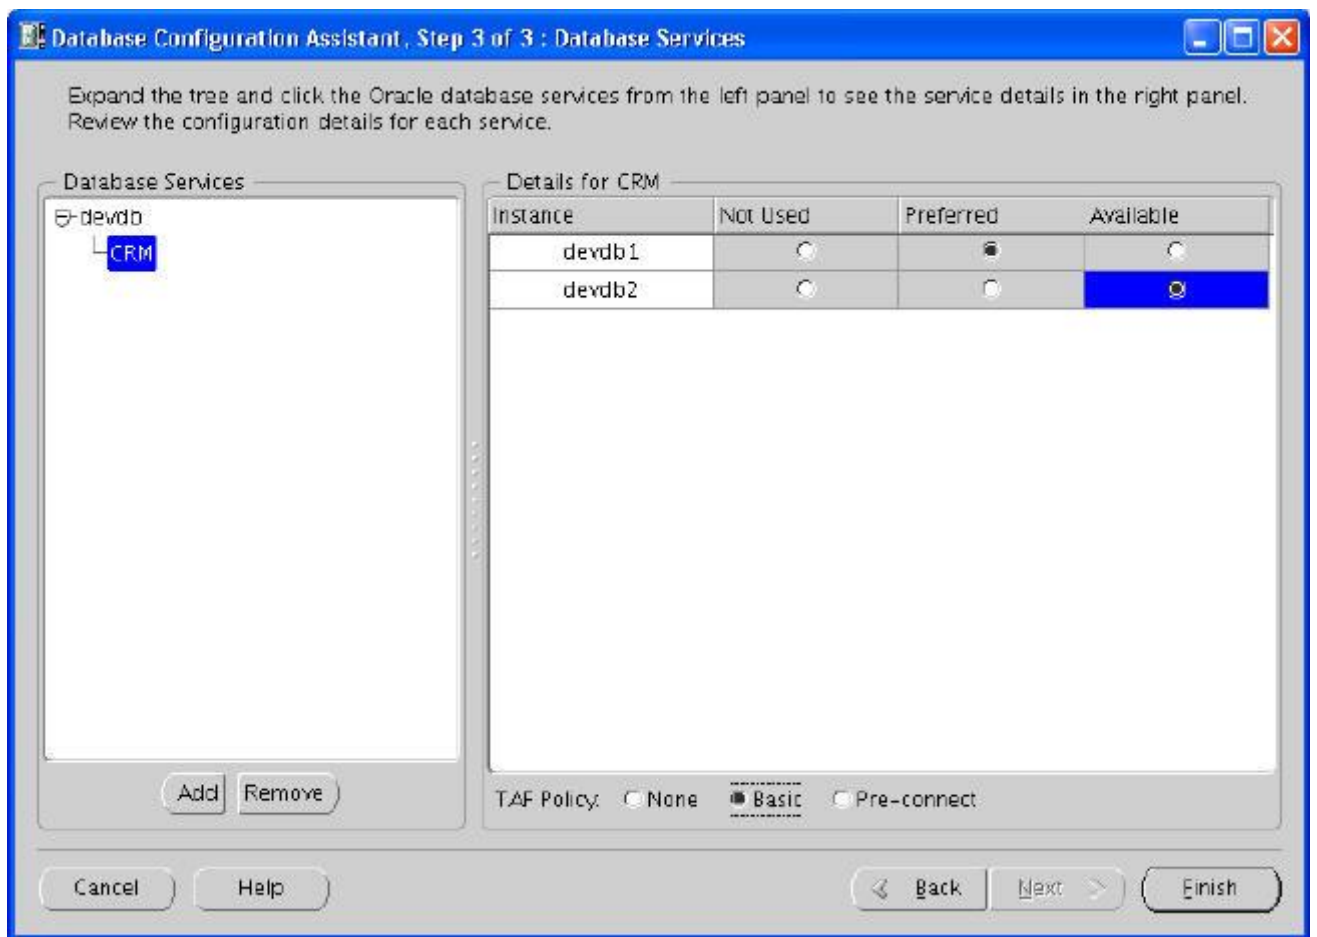 Database Configuration Assistant, Step 3 of 3 : Database Services
Expand the tree and click the Oracle database services from the left panel to see the service details in the right panel.
Review the configuration details for each service.
Database Services
devdb
CRM
Add Remove
Details for CRM
Instance Not Used Preferred Available
devdb1
devdb2
TAF Policy: None Basic Pre-connect
Cancel Help Back Next Finish